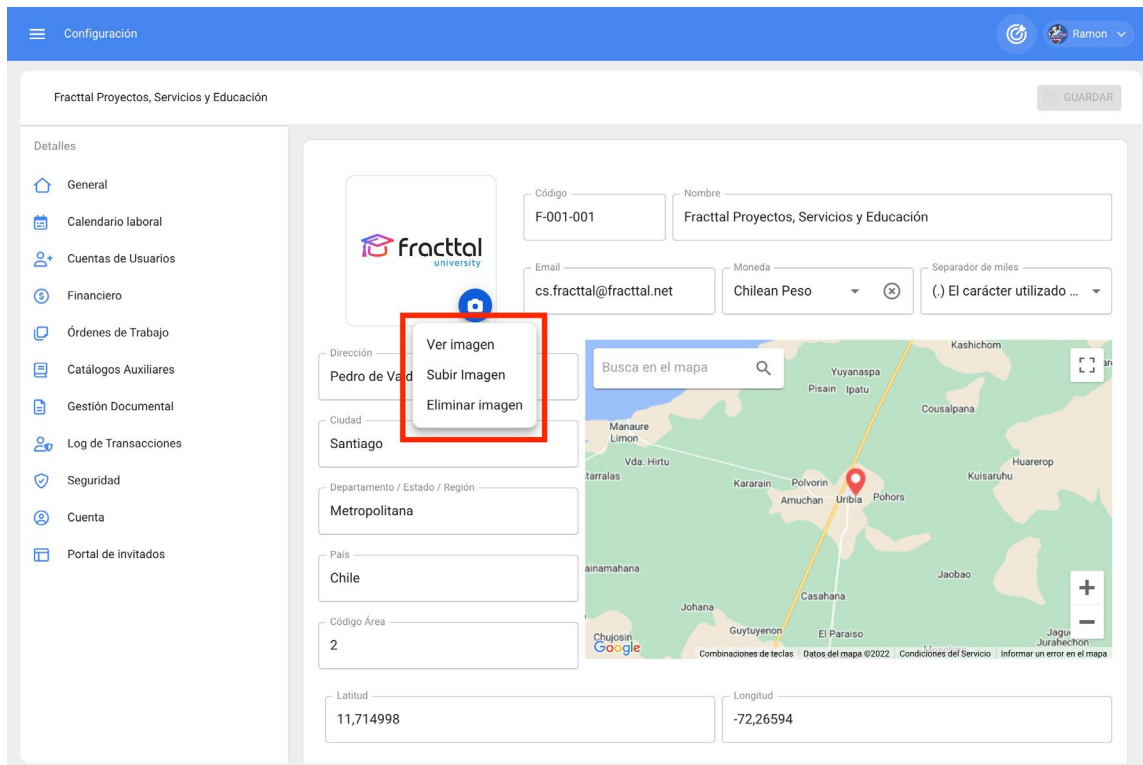 Configuración
Ramon
Fracttal Proyectos, Servicios y Educación
GUARDAR
Detalles
General
Calendario laboral
Cuentas de Usuarios
Financiero
Órdenes de Trabajo
Catálogos Auxiliares
Gestión Documental
Log de Transacciones
Seguridad
Cuenta
Portal de invitados
fracttal
university
Código
F-001-001
Nombre
Fracttal Proyectos, Servicios y Educación
Email
cs.fracttal@fracttal.net
Moneda
Chilean Peso
Separador de miles
(.) El carácter utilizado ...
Ver imagen
Subir Imagen
Eliminar imagen
Dirección
Pedro de
Ciudad
Santiago
Departamento / Estado / Región
Metropolitana
País
Chile
Código Área
2
Busca en el mapa
Kashichom
Yuyanaspa
Pisain Ipatu
Cousalpana
Manaure
Limon
Vda. Hirtu
Huarerop
Kararain
Polvorin
Kuisaruhu
Amuchan
Uribia
Pohors
Jaobao
Casahana
Johana
Guytuyenon
El Paraiso
Chujosin
Jurahechon
Google
Combinaciones de teclas
Datos del mapa ©2022
Condiciones del Servicio
Informar un error en el mapa
Latitud
11,714998
Longitud
-72,26594